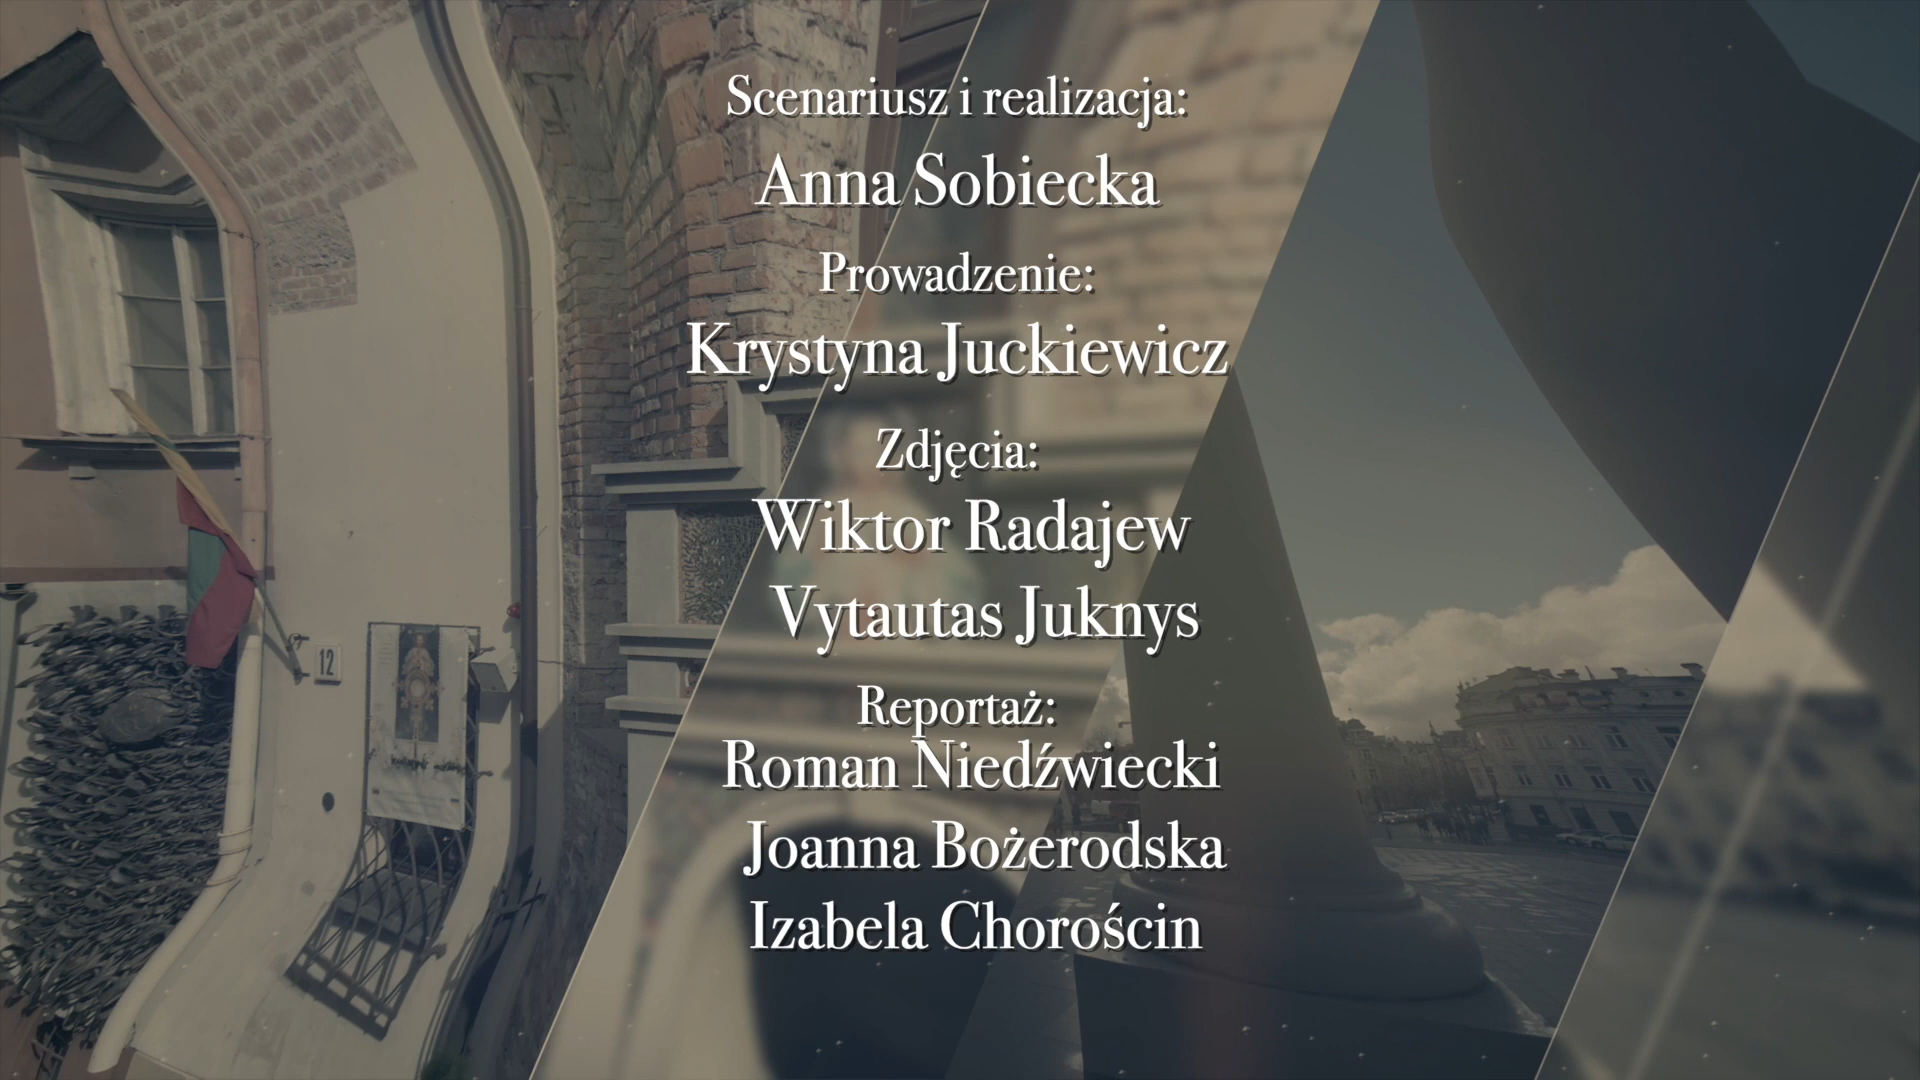 Scenariusz i realizacja:
Anna Sobiecka
Prowadzenie:
Krystyna Juckiewicz
Zdjęcia:
Wiktor Radajew
Vytautas Juknys
Reportaż:
Roman Niedźwiecki
Joanna Bożerodska
Izabela Chorościn
12